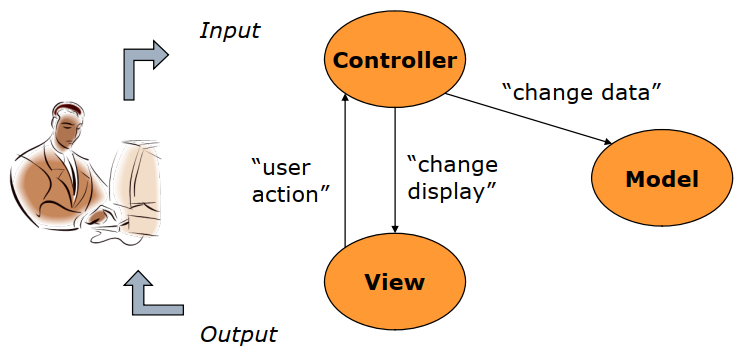 Input
Controller
“change data”
“user
action”
“change
display”
Model
View
Output